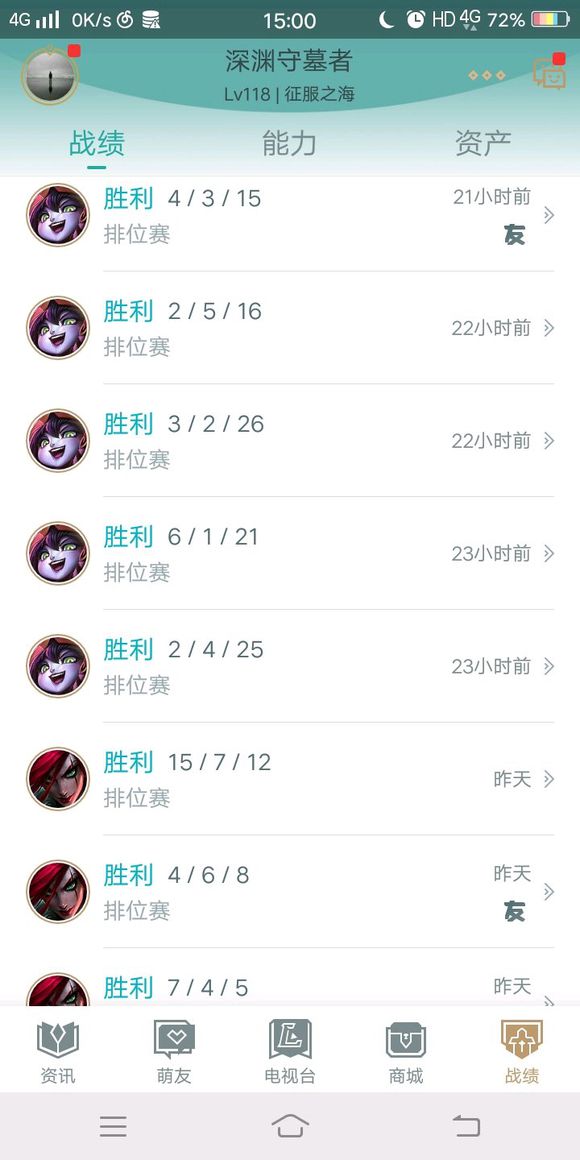 4G 0K/s 15:00 HD 4G 72%
深渊守墓者
Lv118 | 征服之海
战绩 能力 资产
胜利 4 / 3 / 15 21小时前
排位赛 友
胜利 2 / 5 / 16
排位赛 22小时前
胜利 3 / 2 / 26
排位赛 22小时前
胜利 6 / 1 / 21
排位赛 23小时前
胜利 2 / 4 / 25
排位赛 23小时前
胜利 15 / 7 / 12
排位赛 昨天
胜利 4 / 6 / 8 昨天
排位赛 友
胜利 7 / 4 / 5 昨天
资讯 萌友 电视台 商城 战绩